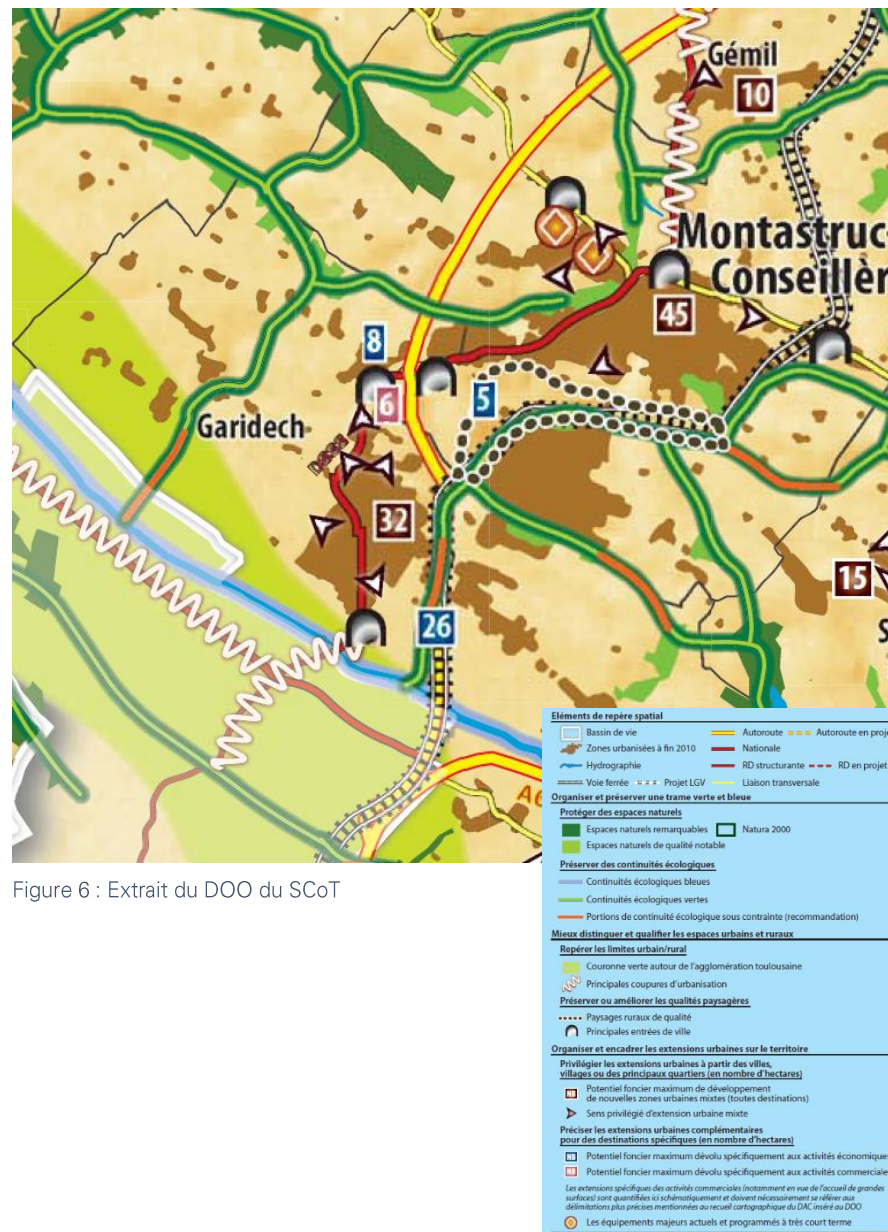 Gémil
10
Montastruc-
Conseillèr
45
8
6
5
Garidech
32
15
S
26
A6
Eléments de repère spatial
Bassin de vie
Autoroute
Autoroute en proje
Zones urbanisées à fin 2010
Nationale
Hydrographie
RD structurante
RD en projet
Voie ferrée
Projet LGV
Liaison transversale
Organiser et préserver une trame verte et bleue
Protéger des espaces naturels
Espaces naturels remarquables
Natura 2000
Espaces naturels de qualité notable
Préserver des continuités écologiques
Continuités écologiques bleues
Continuités écologiques vertes
Portions de continuité écologique sous contrainte (recommandation)
Mieux distinguer et qualifier les espaces urbains et ruraux
Repérer les limites urbain/rural
Couronne verte autour de l'agglomération toulousaine
Principales coupures d'urbanisation
Préserver ou améliorer les qualités paysagères
Paysages ruraux de qualité
Principales entrées de ville
Organiser et encadrer les extensions urbaines sur le territoire
Privilégier les extensions urbaines à partir des villes,
villages ou des principaux quartiers (en nombre d'hectares)
Potentiel foncier maximum de développement
de nouvelles zones urbaines mixtes (toutes destinations)
Sens privilégié d'extension urbaine mixte
Préciser les extensions urbaines complémentaires
pour des destinations spécifiques (en nombre d'hectares)
Potentiel foncier maximum dévolu spécifiquement aux activités économiques
Potentiel foncier maximum dévolu spécifiquement aux activités commerciale
Les extensions spécifiques des activités commerciales (notamment en vue de l'accueil de grandes
surfaces) sont quantifiées ici schématiquement et doivent nécessairement se référer aux
délimitations plus précises mentionnées au recueil cartographique du DAC inséré au DOO
Les équipements majeurs actuels et programmés à très court terme
Figure 6 : Extrait du DOO du SCoT